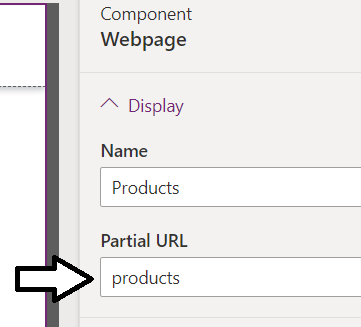 Component
Webpage
Display
Name
Products
Partial URL
products